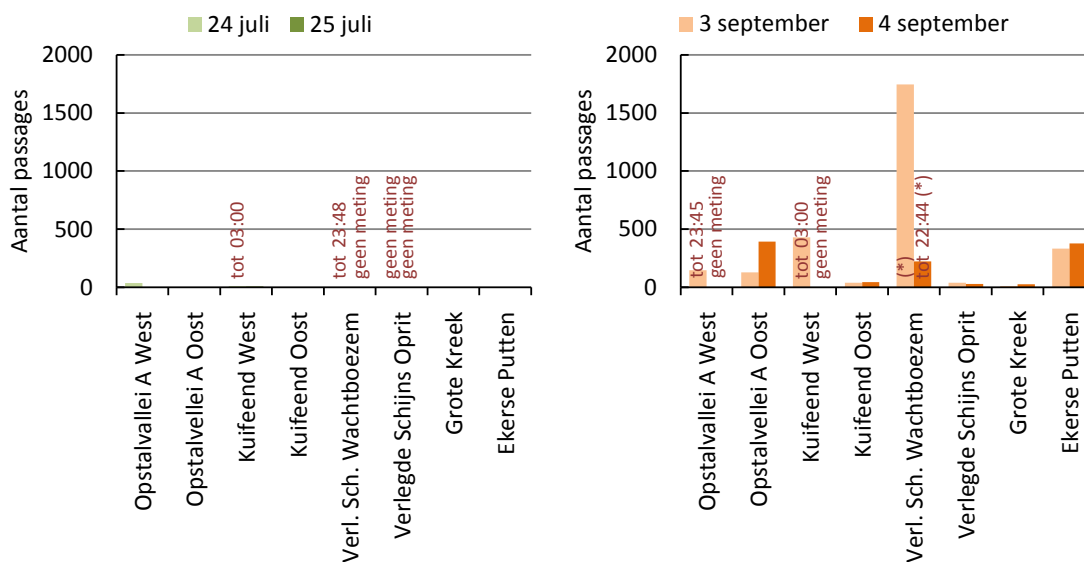 24 juli
25 juli
Aantal passages
2000
1500
1000
500
0
tot 03:00
tot 23:48
geen meting
geen meting
geen meting
Opstalvallei A West
Opstalvellei A Oost
Kuifeend West
Kuifeend Oost
Verl. Sch. Wachtboezem
Verlegde Schijns Oprit
Grote Kreek
Ekerse Putten
3 september
4 september
Aantal passages
2000
1500
1000
500
0
tot 23:45
geen meting
tot 03:00
geen meting
(*)
tot 22:44 (*)
Opstalvallei A West
Opstalvellei A Oost
Kuifeend West
Kuifeend Oost
Verl. Sch. Wachtboezem
Verlegde Schijns Oprit
Grote Kreek
Ekerse Putten